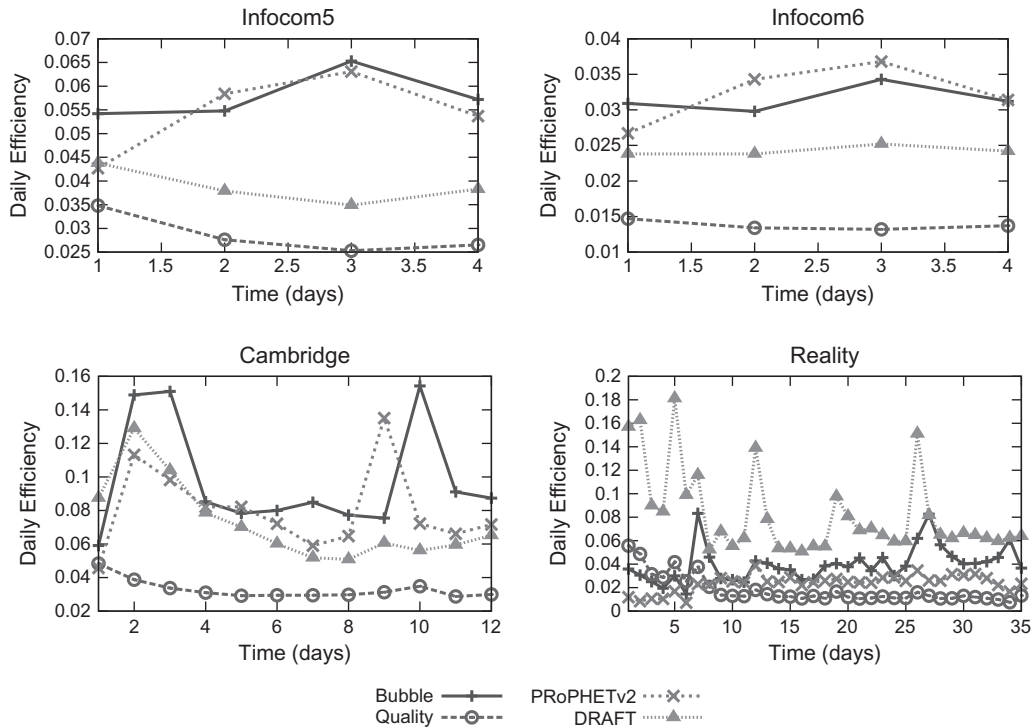 Infocom5
0.07
0.065
0.06
0.055
0.05
0.045
0.04
0.035
0.03
0.025
1 1.5 2 2.5 3 3.5 4
Daily Efficiency
Time (days)
Infocom6
0.04
0.035
0.03
0.025
0.02
0.015
0.01
1 1.5 2 2.5 3 3.5 4
Daily Efficiency
Time (days)
Cambridge
0.16
0.14
0.12
0.1
0.08
0.06
0.04
0.02
2 4 6 8 10 12
Daily Efficiency
Time (days)
Reality
0.2
0.18
0.16
0.14
0.12
0.1
0.08
0.06
0.04
0.02
0
5 10 15 20 25 30 35
Daily Efficiency
Time (days)
Bubble
Quality
PRoPHETv2
DRAFT